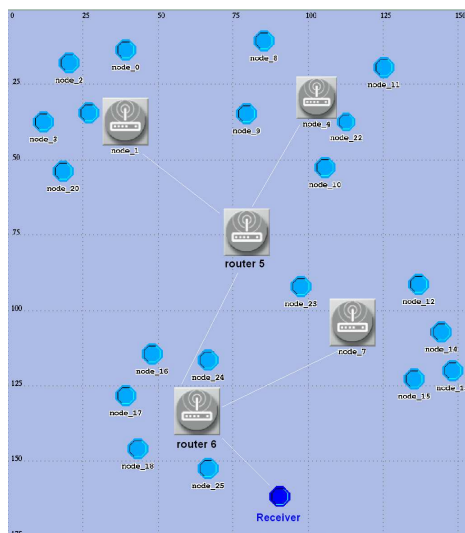 0 25 50 75 100 125 150
node_8
node_0
node_2
node_11
25
node_4
node_9
node_22
node_3
node_1
50
node_10
node_20
75
router 5
node_23
node_12
100
node_14
node_7
node_16
node_24
125
node_15
node_17
router 6
150
node_18
node_25
Receiver